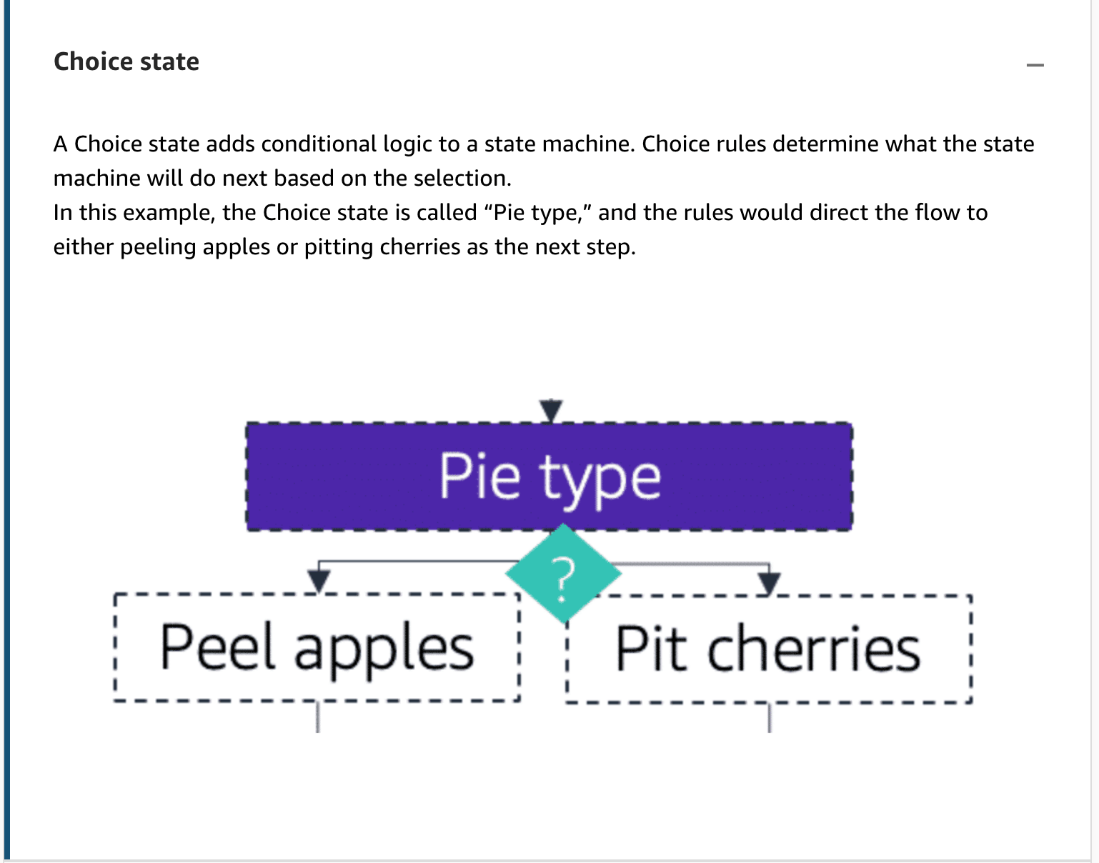 Choice state
A Choice state adds conditional logic to a state machine. Choice rules determine what the state
machine will do next based on the selection.
In this example, the Choice state is called “Pie type,” and the rules would direct the flow to
either peeling apples or pitting cherries as the next step.
Pie type
?
Peel apples
Pit cherries